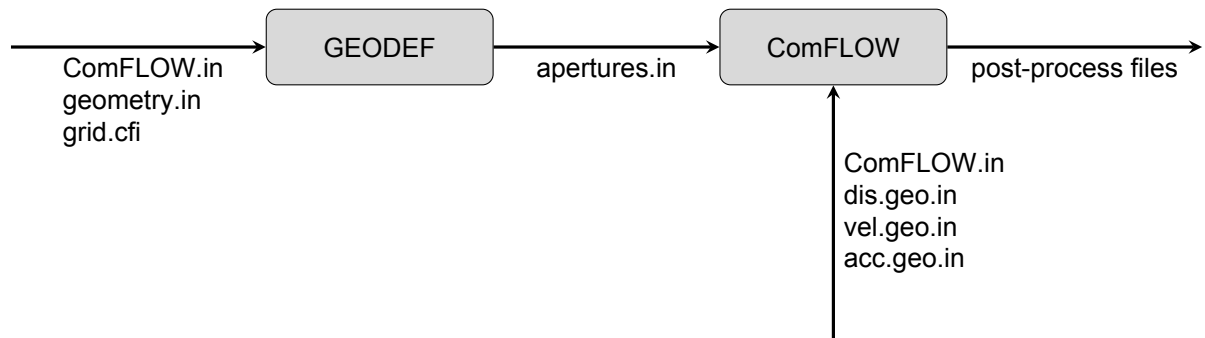 GEODEF
ComFLOW
ComFLOW.in
geometry.in
grid.cfi
apertures.in
post-process files
ComFLOW.in
dis.geo.in
vel.geo.in
acc.geo.in